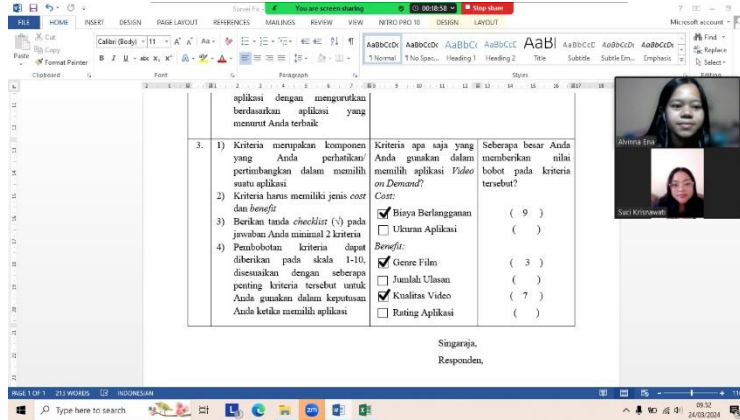 Survei Fix -
You are screen sharing
00:18:58
Stop share
FILE HOME INSERT DESIGN PAGE LAYOUT REFERENCES MAILINGS REVIEW VIEW NITRO PRO 10 DESIGN LAYOUT
Microsoft account
Cut
Copy
Format Painter
Paste
Clipboard
Calibri (Body) 11
Font
Paragraph
AaBbCcDc AaBbCcDc AaBbC AaBbCcC AaBl AaBbCcC AaBbCcDc AaBbCcDc
¶ Normal ¶ No Spac... Heading 1 Heading 2 Title Subtitle Subtle Em... Emphasis
Styles
Find
Replace
Select
Editing
aplikasi dengan mengurutkan
berdasarkan aplikasi yang
menurut Anda terbaik
3.
1) Kriteria merupakan komponen
yang Anda perhatikan/
pertimbangkan dalam memilih
suatu aplikasi
2) Kriteria harus memiliki jenis cost
dan benefit
3) Berikan tanda checklist (√) pada
jawaban Anda minimal 2 kriteria
4) Pembobotan kriteria dapat
diberikan pada skala 1-10,
disesuaikan dengan seberapa
penting kriteria tersebut untuk
Anda gunakan dalam keputusan
Anda ketika memilih aplikasi
Kriteria apa saja yang
Anda gunakan dalam
memilih aplikasi Video
on Demand?
Cost:
Biaya Berlangganan
Ukuran Aplikasi
Benefit:
Genre Film
Jumlah Ulasan
Kualitas Video
Rating Aplikasi
Seberapa besar Anda
memberikan nilai
bobot pada kriteria
tersebut?
( 9 )
( )
( 3 )
( )
( 7 )
( )
Singaraja,
Responden,
Alvinna Ena
Suci Krisnawati
PAGE 1 OF 1 213 WORDS INDONESIAN
Type here to search
09.52
24/03/2024